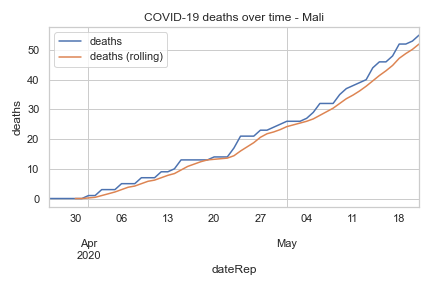 COVID-19 deaths over time - Mali
deaths
deaths (rolling)
deaths
50
40
30
20
10
0
30 06 13 20 27 04 11 18
Apr May
2020
dateRep